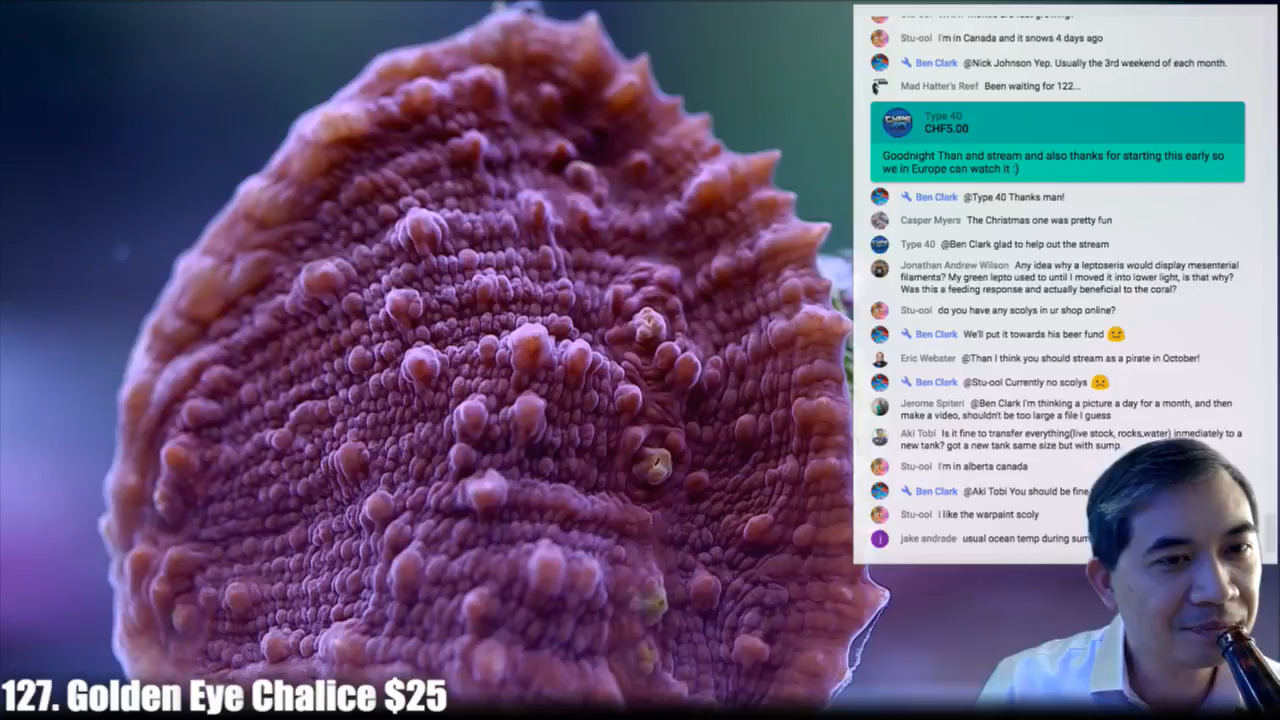 Stu-ool I'm in Canada and it snows 4 days ago
Ben Clark @Nick Johnson Yep. Usually the 3rd weekend of each month.
Mad Hatter's Reef Been waiting for 122...
Type 40
CHF5.00
Goodnight Than and stream and also thanks for starting this early so
we in Europe can watch it :)
Ben Clark @Type 40 Thanks man!
Casper Myers The Christmas one was pretty fun
Type 40 @Ben Clark glad to help out the stream
Jonathan Andrew Wilson Any idea why a leptoseris would display mesenterial
filaments? My green lepto used to until I moved it into lower light, is that why?
Was this a feeding response and actually beneficial to the coral?
Stu-ool do you have any scolys in ur shop online?
Ben Clark We'll put it towards his beer fund
Eric Webster @Than I think you should stream as a pirate in October!
Ben Clark @Stu-ool Currently no scolys
Jerome Spiteri @Ben Clark I'm thinking a picture a day for a month, and then
make a video, shouldn't be too large a file I guess
Aki Tobi Is it fine to transfer everything(live stock, rocks,water) inmediately to a
new tank? got a new tank same size but with sump
Stu-ool I'm in alberta canada
Ben Clark @Aki Tobi You should be fine
Stu-ool I like the warpaint scoly
jake andrade usual ocean temp during
127. Golden Eye Chalice $25